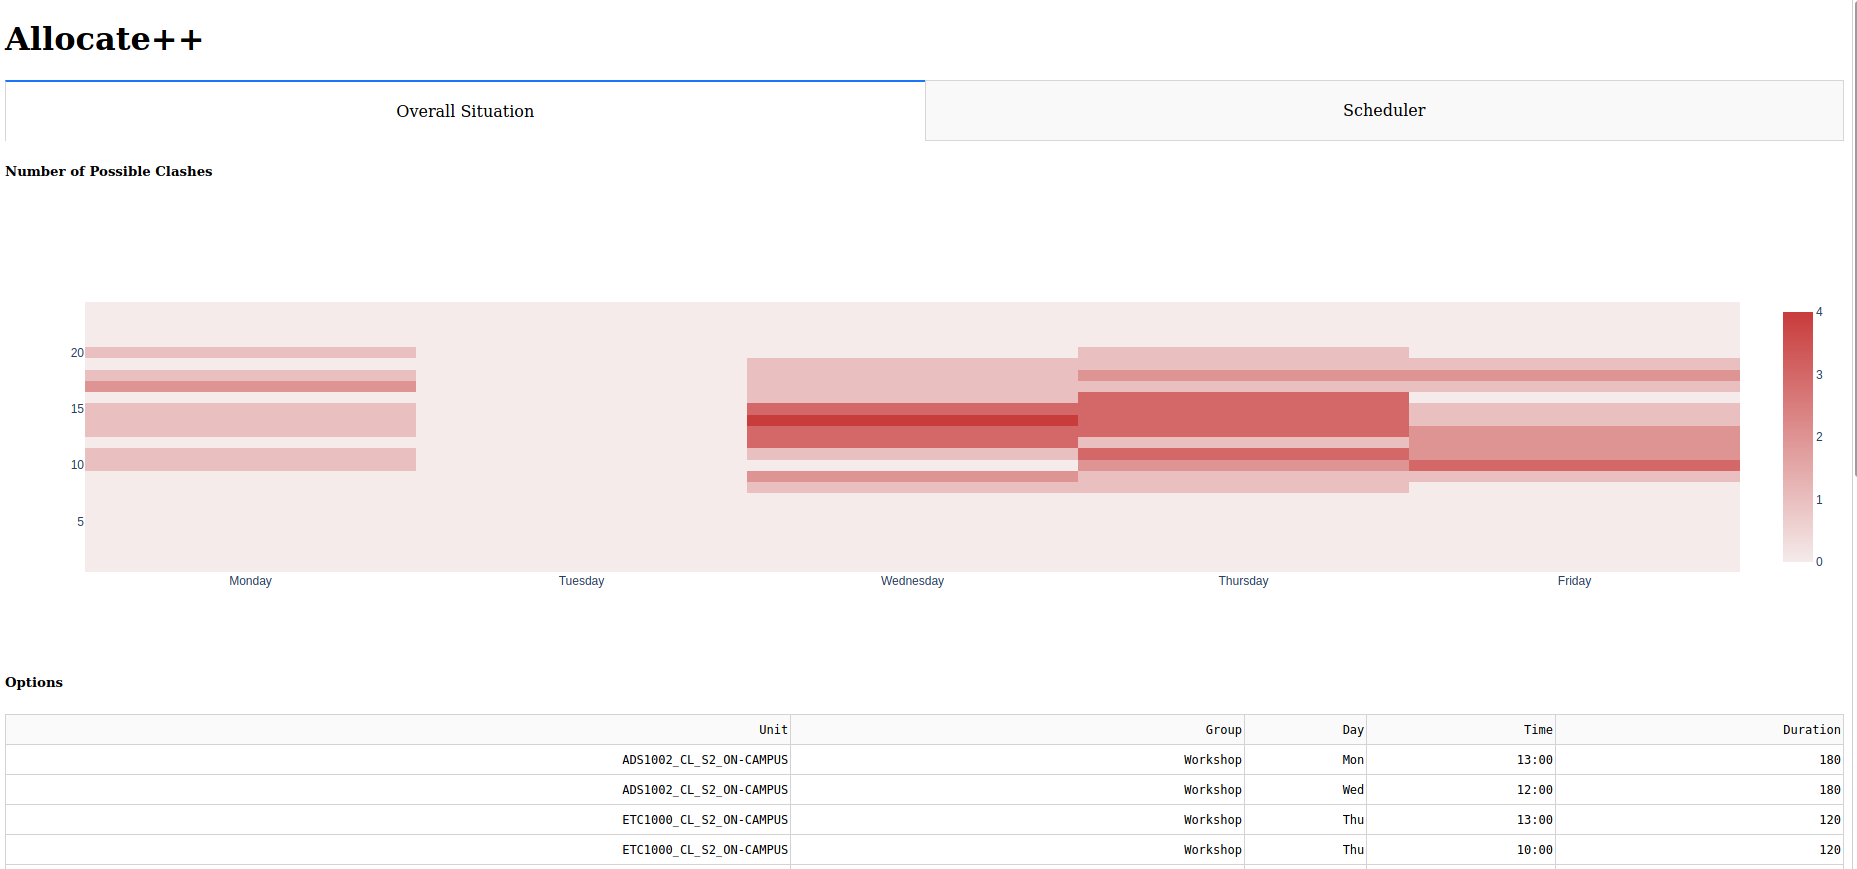 Allocate++
Overall Situation Scheduler
Number of Possible Clashes
20
15
10
5
Monday Tuesday Wednesday Thursday Friday
4
3
2
1
0
Options
Unit Group Day Time Duration
ADS1002_CL_S2_ON-CAMPUS Workshop Mon 13:00 180
ADS1002_CL_S2_ON-CAMPUS Workshop Wed 12:00 180
ETC1000_CL_S2_ON-CAMPUS Workshop Thu 13:00 120
ETC1000_CL_S2_ON-CAMPUS Workshop Thu 10:00 120